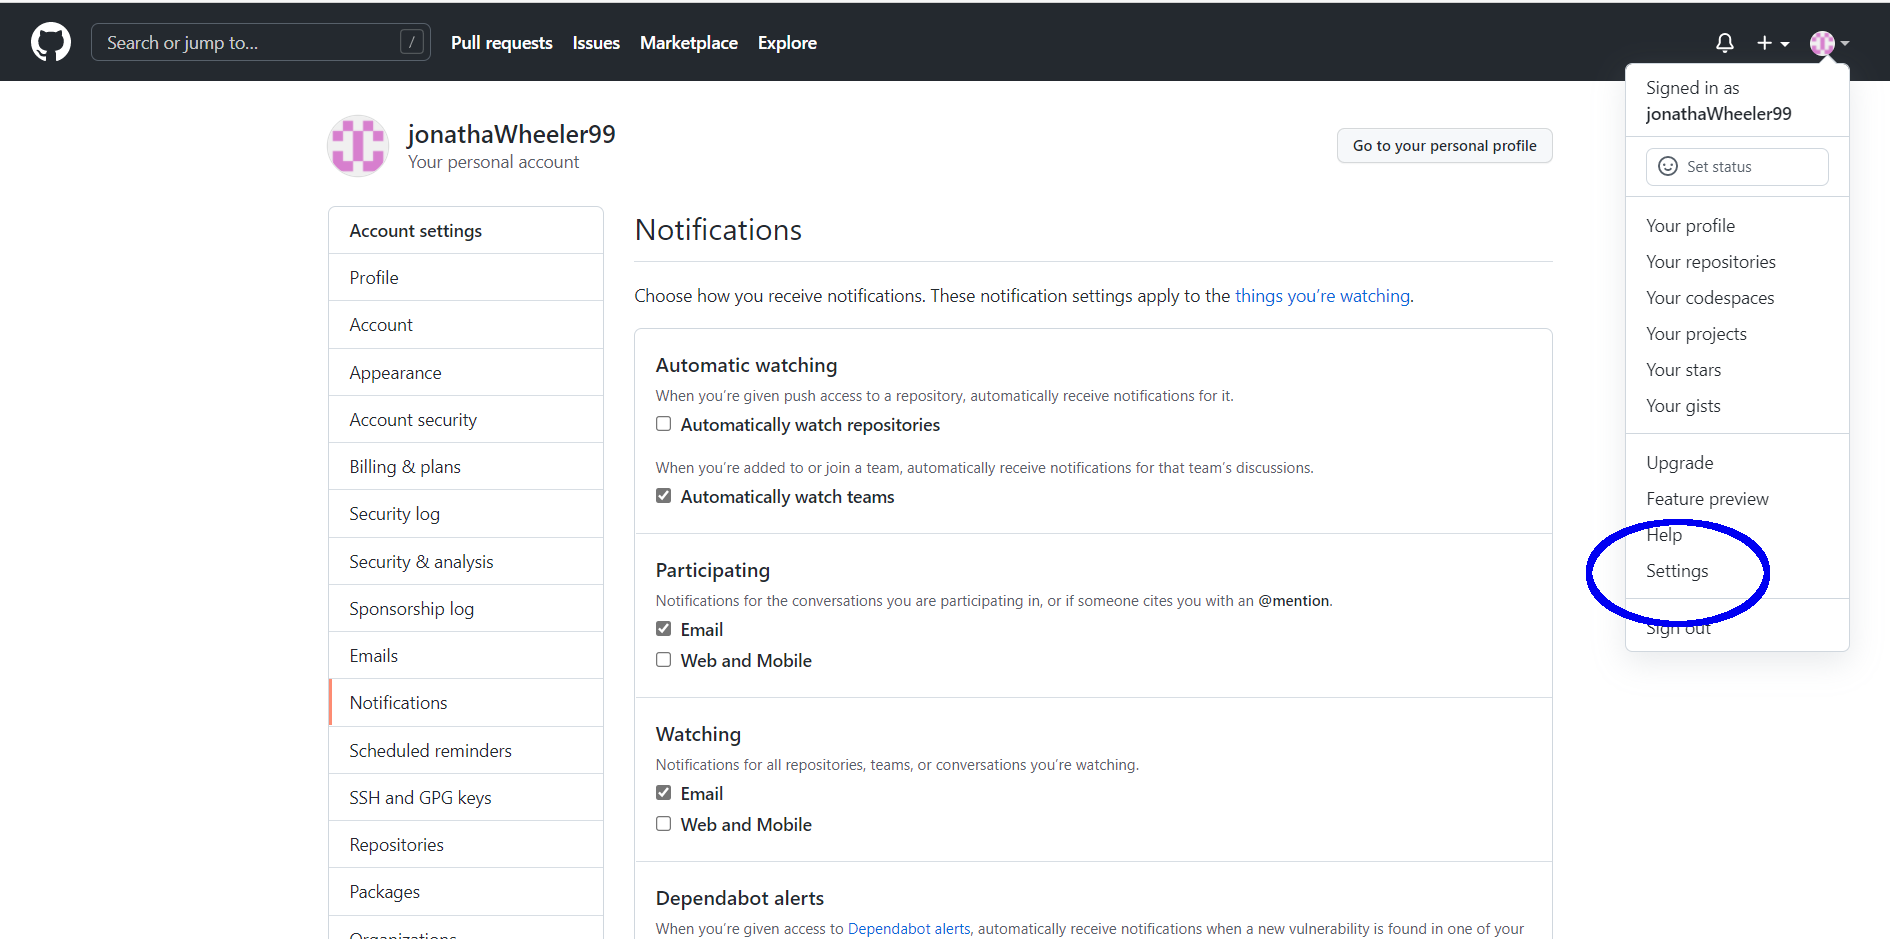 Search or jump to... /
Pull requests
Issues
Marketplace
Explore
Signed in as
jonathaWheeler99
Set status
Your profile
Your repositories
Your codespaces
Your projects
Your stars
Your gists
Upgrade
Feature preview
Help
Settings
Sign out
jonathaWheeler99
Your personal account
Go to your personal profile
Account settings
Profile
Account
Appearance
Account security
Billing & plans
Security log
Security & analysis
Sponsorship log
Emails
Notifications
Scheduled reminders
SSH and GPG keys
Repositories
Packages
Organizations
Notifications
Choose how you receive notifications. These notification settings apply to the things you’re watching.
Automatic watching
When you’re given push access to a repository, automatically receive notifications for it.
Automatically watch repositories
When you’re added to or join a team, automatically receive notifications for that team’s discussions.
Automatically watch teams
Participating
Notifications for the conversations you are participating in, or if someone cites you with an @mention.
Email
Web and Mobile
Watching
Notifications for all repositories, teams, or conversations you’re watching.
Email
Web and Mobile
Dependabot alerts
When you’re given access to Dependabot alerts, automatically receive notifications when a new vulnerability is found in one of your